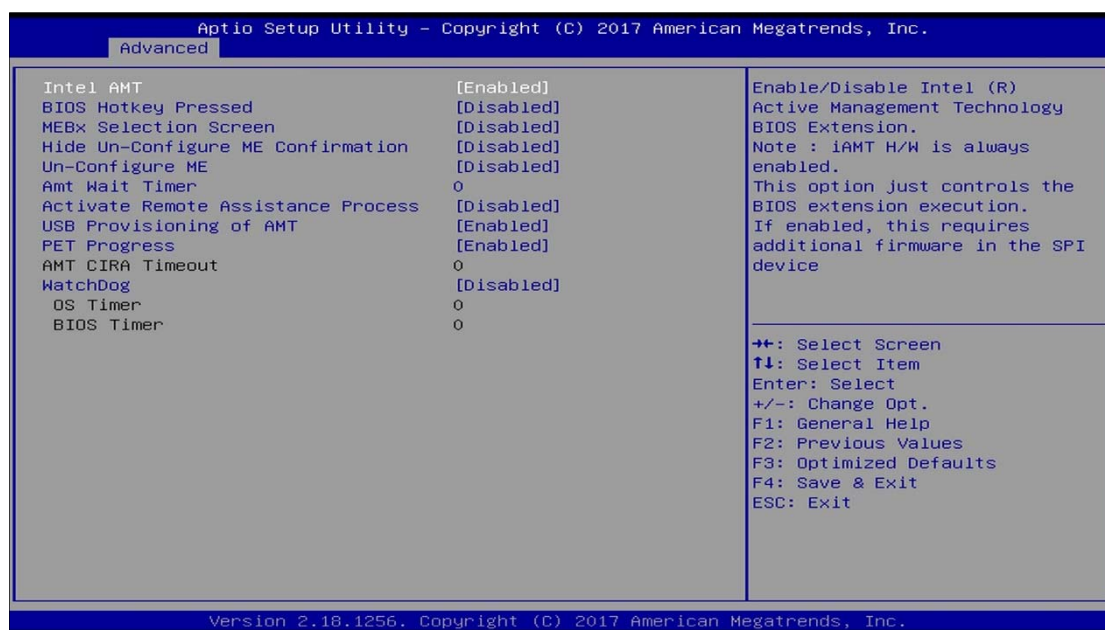 Aptio Setup Utility – Copyright (C) 2017 American Megatrends, Inc.
Advanced
Intel AMT [Enabled]
BIOS Hotkey Pressed [Disabled]
MEBx Selection Screen [Disabled]
Hide Un-Configure ME Confirmation [Disabled]
Un-Configure ME [Disabled]
Amt Wait Timer 0
Activate Remote Assistance Process [Disabled]
USB Provisioning of AMT [Enabled]
PET Progress [Enabled]
AMT CIRA Timeout 0
WatchDog [Disabled]
OS Timer 0
BIOS Timer 0
Enable/Disable Intel (R)
Active Management Technology
BIOS Extension.
Note : iAMT H/W is always
enabled.
This option just controls the
BIOS extension execution.
If enabled, this requires
additional firmware in the SPI
device
→←: Select Screen
↑↓: Select Item
Enter: Select
+/-: Change Opt.
F1: General Help
F2: Previous Values
F3: Optimized Defaults
F4: Save & Exit
ESC: Exit
Version 2.18.1256. Copyright (C) 2017 American Megatrends, Inc.